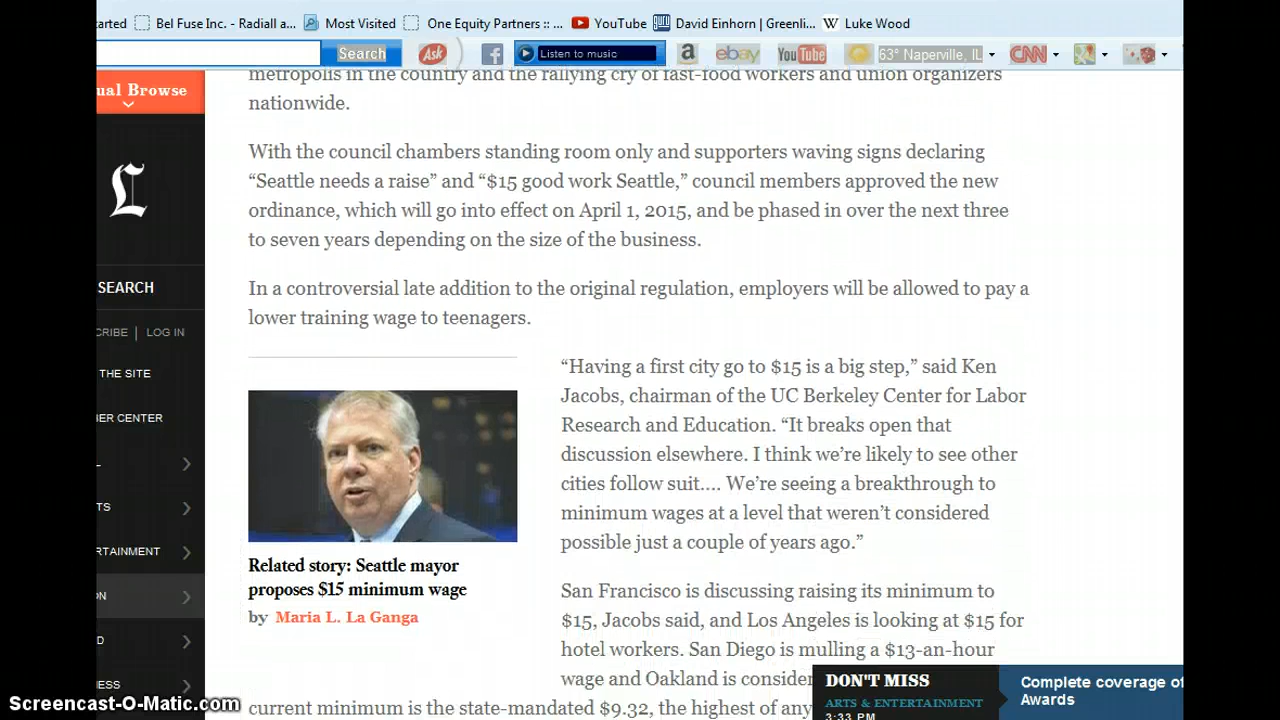 arted Bel Fuse Inc. - Radiall a... Most Visited One Equity Partners :: ... YouTube David Einhorn | Greenli... W Luke Wood
Search Ask f Listen to music a ebay YouTube 63° Naperville, IL CNN
ual Browse
metropolis in the country and the rallying cry of fast-food workers and union organizers
nationwide.
With the council chambers standing room only and supporters waving signs declaring
“Seattle needs a raise” and “$15 good work Seattle,” council members approved the new
ordinance, which will go into effect on April 1, 2015, and be phased in over the next three
to seven years depending on the size of the business.
L
SEARCH
In a controversial late addition to the original regulation, employers will be allowed to pay a
lower training wage to teenagers.
CRIBE | LOG IN
THE SITE
HER CENTER
L
TS
RTAINMENT
ON
D
ESS
“Having a first city go to $15 is a big step,” said Ken
Jacobs, chairman of the UC Berkeley Center for Labor
Research and Education. “It breaks open that
discussion elsewhere. I think we’re likely to see other
cities follow suit.... We’re seeing a breakthrough to
minimum wages at a level that weren’t considered
possible just a couple of years ago.”
Related story: Seattle mayor
proposes $15 minimum wage
by Maria L. La Ganga
San Francisco is discussing raising its minimum to
$15, Jacobs said, and Los Angeles is looking at $15 for
hotel workers. San Diego is mulling a $13-an-hour
wage and Oakland is consider
current minimum is the state-mandated $9.32, the highest of any
DON'T MISS
ARTS & ENTERTAINMENT
3:33 PM
Complete coverage of
Awards
Screencast-O-Matic.com